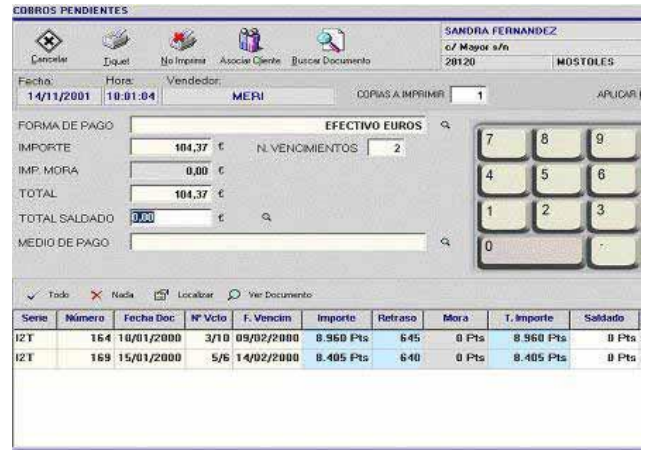 COBROS PENDIENTES
SANDRA FERNANDEZ
c/ Mayor s/n
28120 MOSTOLES
Cancelar Tiquet No Imprimir Asociar Cliente Buscar Documento
Fecha: Hora: Vendedor:
14/11/2001 10:01:04 MERI COPIAS A IMPRIMIR 1 APLICAR
FORMA DE PAGO EFECTIVO EUROS
IMPORTE 104,37 € N. VENCIMIENTOS 2
IMP. MORA 0,00 €
TOTAL 104,37 €
TOTAL SALDADO 0,00 €
MEDIO DE PAGO
7 8 9
4 5 6
1 2 3
0 .
Todo Nada Localizar Ver Documento
Serie Número Fecha Doc Nº Vcto F. Vencim Importe Retraso Mora T. Importe Saldado
I2T 164 10/01/2000 3/10 09/02/2000 8.960 Pts 645 0 Pts 8.960 Pts 0 Pts
I2T 169 15/01/2000 5/6 14/02/2000 8.405 Pts 640 0 Pts 8.405 Pts 0 Pts